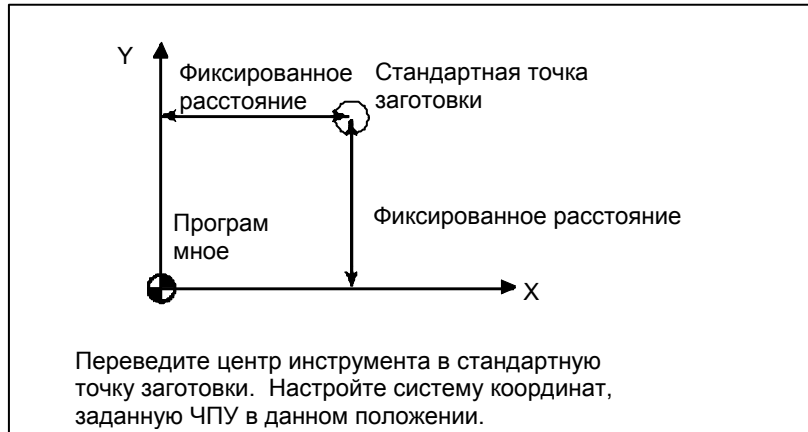 Y
Фиксированное
расстояние
Стандартная точка
заготовки
Програм
мное
Фиксированное расстояние
X
Переведите центр инструмента в стандартную
точку заготовки. Настройте систему координат,
заданную ЧПУ в данном положении.